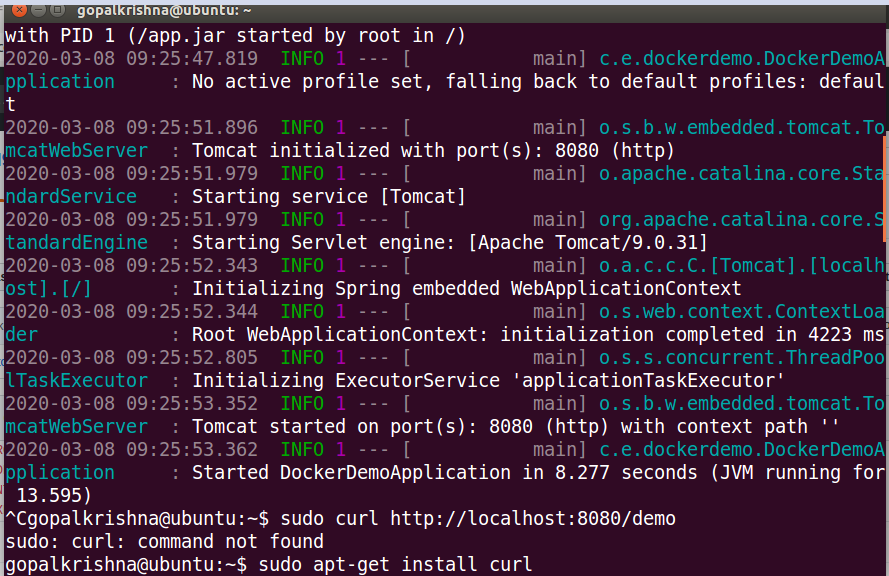 gopalkrishna@ubuntu: ~
with PID 1 (/app.jar started by root in /)
2020-03-08 09:25:47.819  INFO 1 --- [           main] c.e.dockerdemo.DockerDemoA
pplication     : No active profile set, falling back to default profiles: defaul
t
2020-03-08 09:25:51.896  INFO 1 --- [           main] o.s.b.w.embedded.tomcat.To
mcatWebServer  : Tomcat initialized with port(s): 8080 (http)
2020-03-08 09:25:51.979  INFO 1 --- [           main] o.apache.catalina.core.Sta
ndardService   : Starting service [Tomcat]
2020-03-08 09:25:51.979  INFO 1 --- [           main] org.apache.catalina.core.S
tandardEngine  : Starting Servlet engine: [Apache Tomcat/9.0.31]
2020-03-08 09:25:52.343  INFO 1 --- [           main] o.a.c.c.C.[Tomcat].[localh
ost].[/]       : Initializing Spring embedded WebApplicationContext
2020-03-08 09:25:52.344  INFO 1 --- [           main] o.s.web.context.ContextLoa
der            : Root WebApplicationContext: initialization completed in 4223 ms
2020-03-08 09:25:52.805  INFO 1 --- [           main] o.s.s.concurrent.ThreadPoo
lTaskExecutor  : Initializing ExecutorService 'applicationTaskExecutor'
2020-03-08 09:25:53.352  INFO 1 --- [           main] o.s.b.w.embedded.tomcat.To
mcatWebServer  : Tomcat started on port(s): 8080 (http) with context path ''
2020-03-08 09:25:53.362  INFO 1 --- [           main] c.e.dockerdemo.DockerDemoA
pplication     : Started DockerDemoApplication in 8.277 seconds (JVM running for
 13.595)
^Cgopalkrishna@ubuntu:~$ sudo curl http://localhost:8080/demo
sudo: curl: command not found
gopalkrishna@ubuntu:~$ sudo apt-get install curl